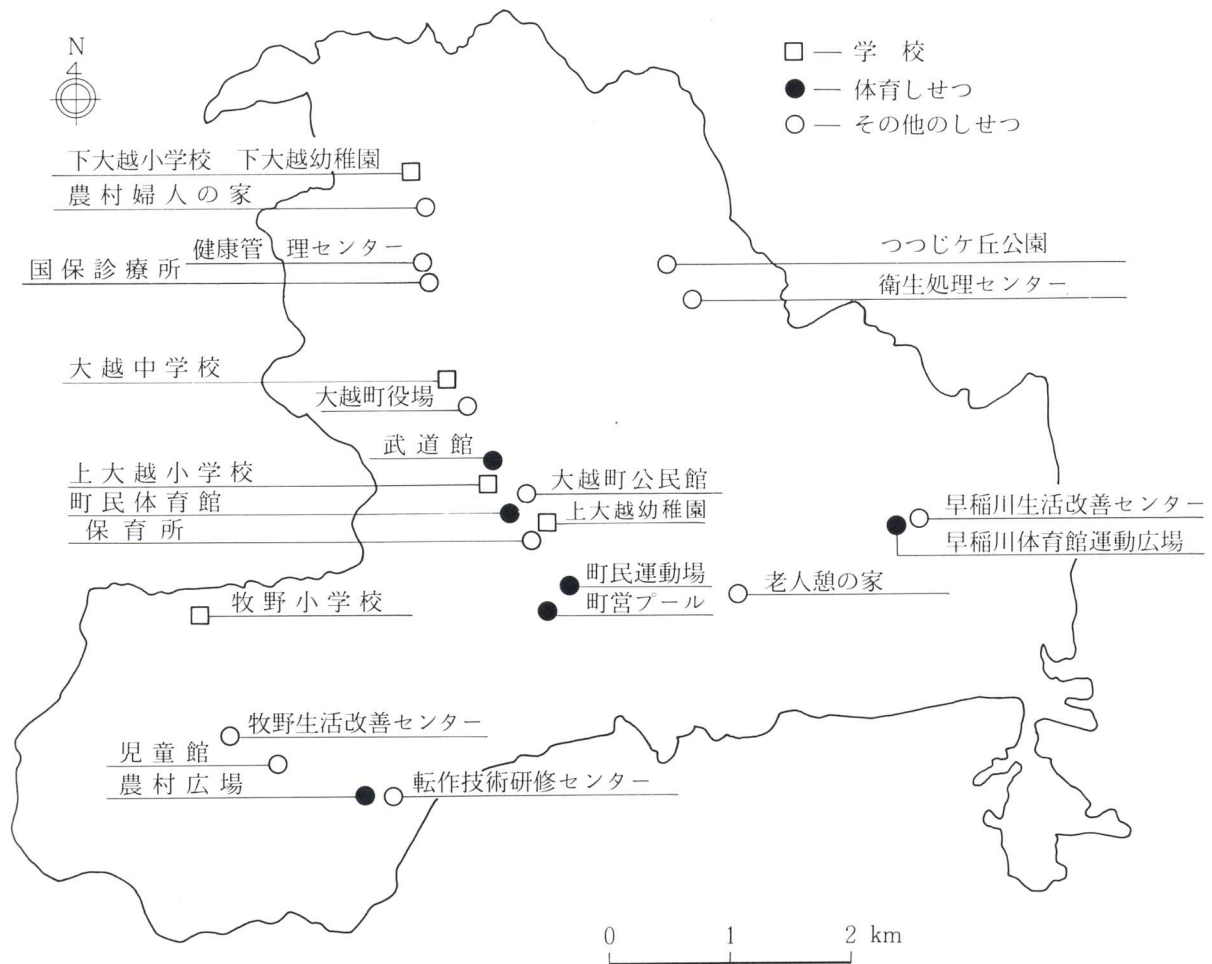 N
□ — 学 校
● — 体育しせつ
○ — その他のしせつ
下大越小学校 下大越幼稚園
農村婦人の家
健康管理センター
国保診療所
つつじケ丘公園
衛生処理センター
大越中学校
大越町役場
武道館
上大越小学校
大越町公民館
町民体育館
上大越幼稚園
保育所
早稲川生活改善センター
早稲川体育館運動広場
町民運動場
町営プール
老人憩の家
牧野小学校
牧野生活改善センター
児童館
農村広場
転作技術研修センター
0 1 2 km